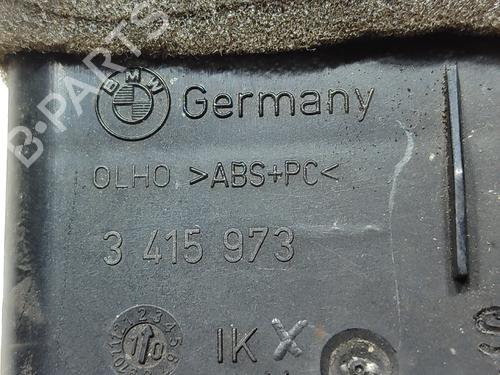 B-PARTS
BMW
Germany
OLHO >ABS+PC<
3 415 973
IK X